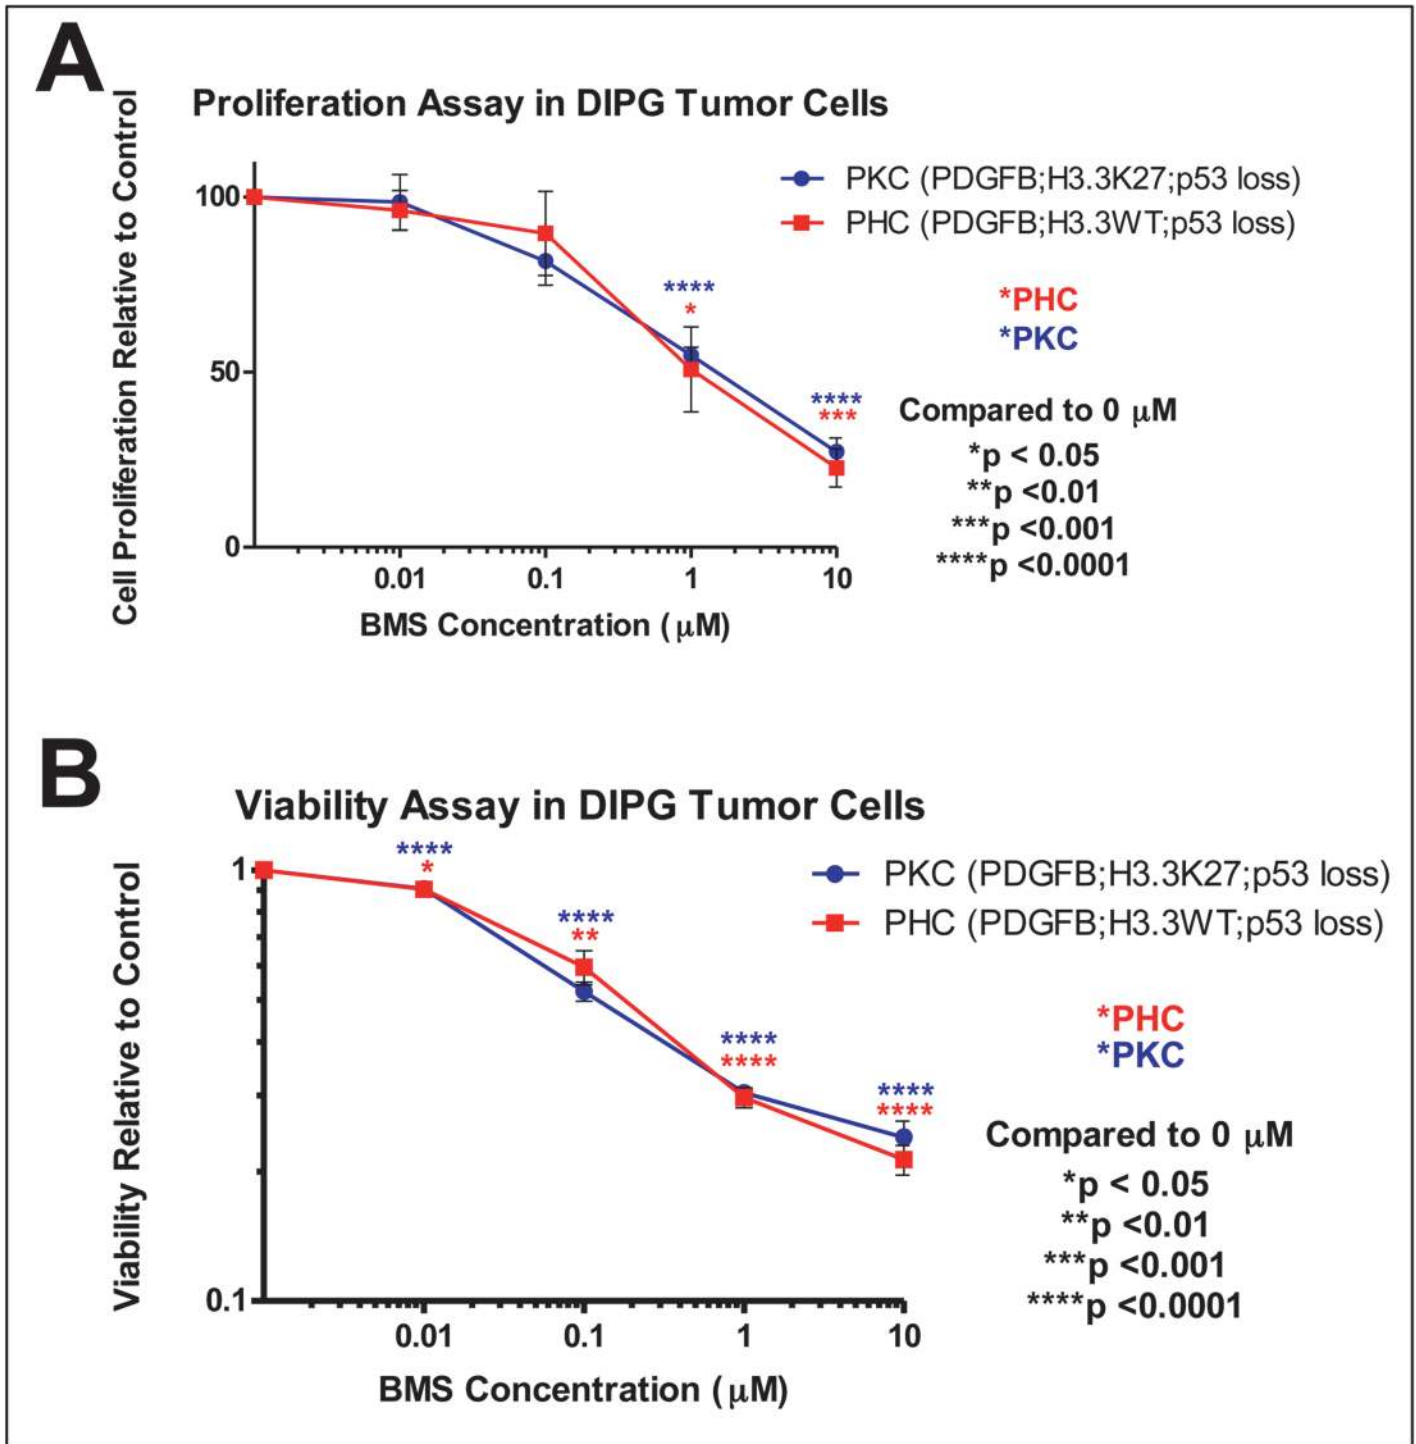 A
Proliferation Assay in DIPG Tumor Cells
Cell Proliferation Relative to Control
100
50
0
0.01 0.1 1 10
BMS Concentration (μM)
****
*
****
***
PKC (PDGFB;H3.3K27;p53 loss)
PHC (PDGFB;H3.3WT;p53 loss)
*PHC
*PKC
Compared to 0 μM
*p < 0.05
**p <0.01
***p <0.001
****p <0.0001
B
Viability Assay in DIPG Tumor Cells
Viability Relative to Control
1
0.1
0.01 0.1 1 10
BMS Concentration (μM)
****
*
****
**
****
****
****
****
PKC (PDGFB;H3.3K27;p53 loss)
PHC (PDGFB;H3.3WT;p53 loss)
*PHC
*PKC
Compared to 0 μM
*p < 0.05
**p <0.01
***p <0.001
****p <0.0001